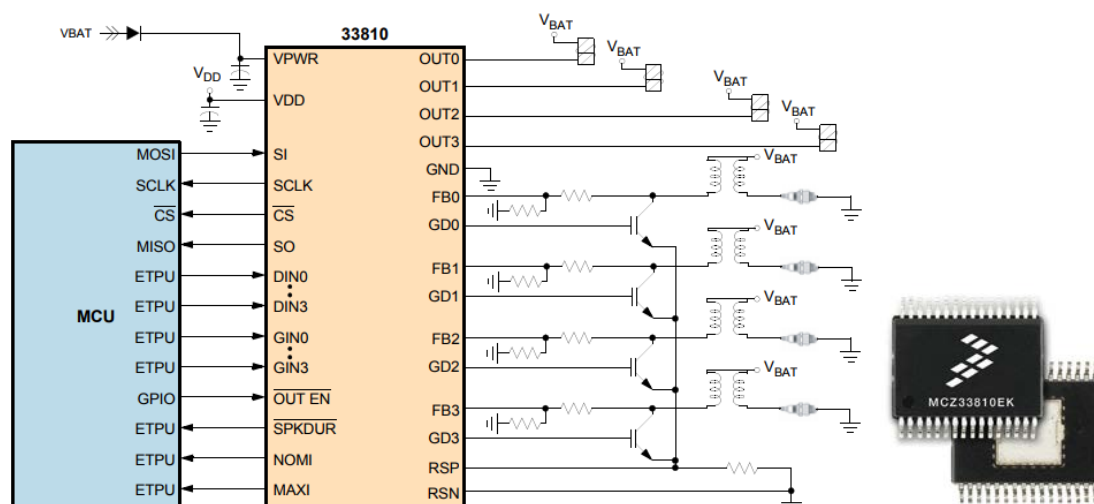 33810
VBAT
VPWR
VDD
VDD
MCU
MOSI
SCLK
CS
MISO
ETPU
ETPU
ETPU
ETPU
GPIO
ETPU
ETPU
ETPU
SI
SCLK
CS
SO
DIN0
DIN3
GIN0
GIN3
OUT EN
SPKDUR
NOMI
MAXI
OUT0
OUT1
OUT2
OUT3
GND
FB0
GD0
FB1
GD1
FB2
GD2
FB3
GD3
RSP
RSN
VBAT
VBAT
VBAT
VBAT
VBAT
VBAT
VBAT
VBAT
MCZ33810EK